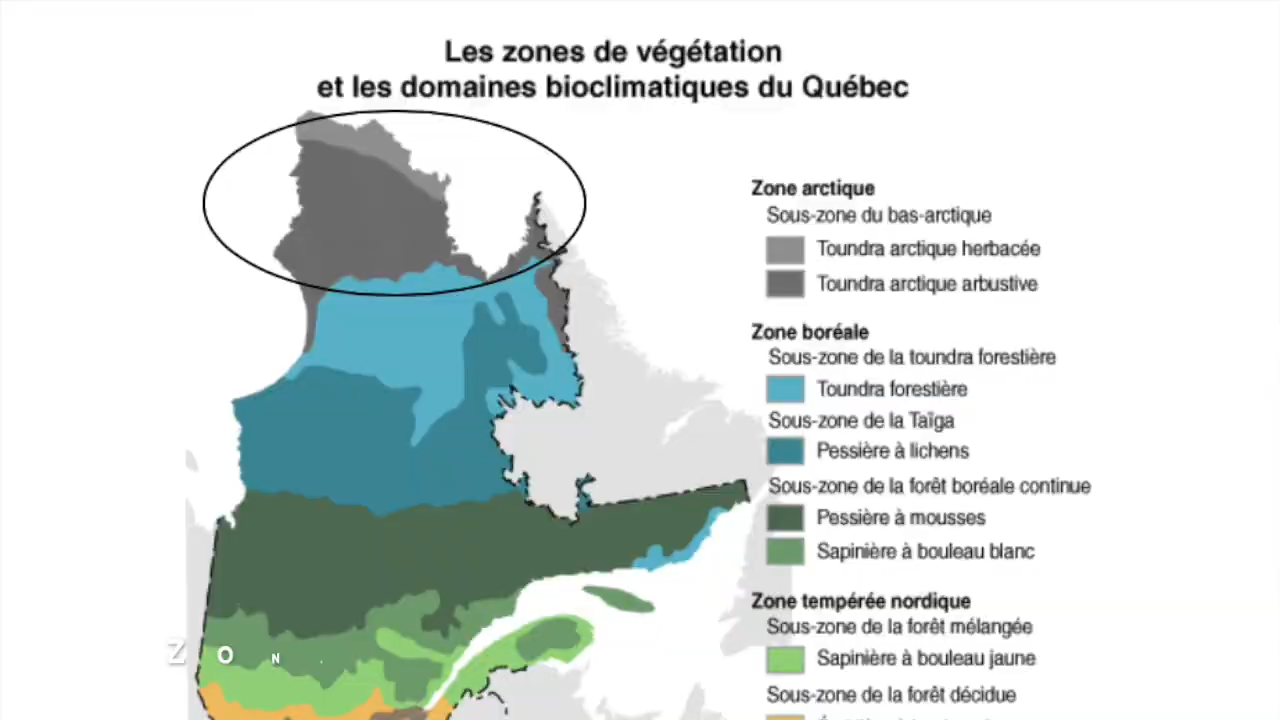 Les zones de végétation
et les domaines bioclimatiques du Québec
Zone arctique
Sous-zone du bas-arctique
Toundra arctique herbacée
Toundra arctique arbustive
Zone boréale
Sous-zone de la toundra forestière
Toundra forestière
Sous-zone de la Taïga
Pessière à lichens
Sous-zone de la forêt boréale continue
Pessière à mousses
Sapinière à bouleau blanc
Zone tempérée nordique
Sous-zone de la forêt mélangée
Sapinière à bouleau jaune
Sous-zone de la forêt décidue
Z O N